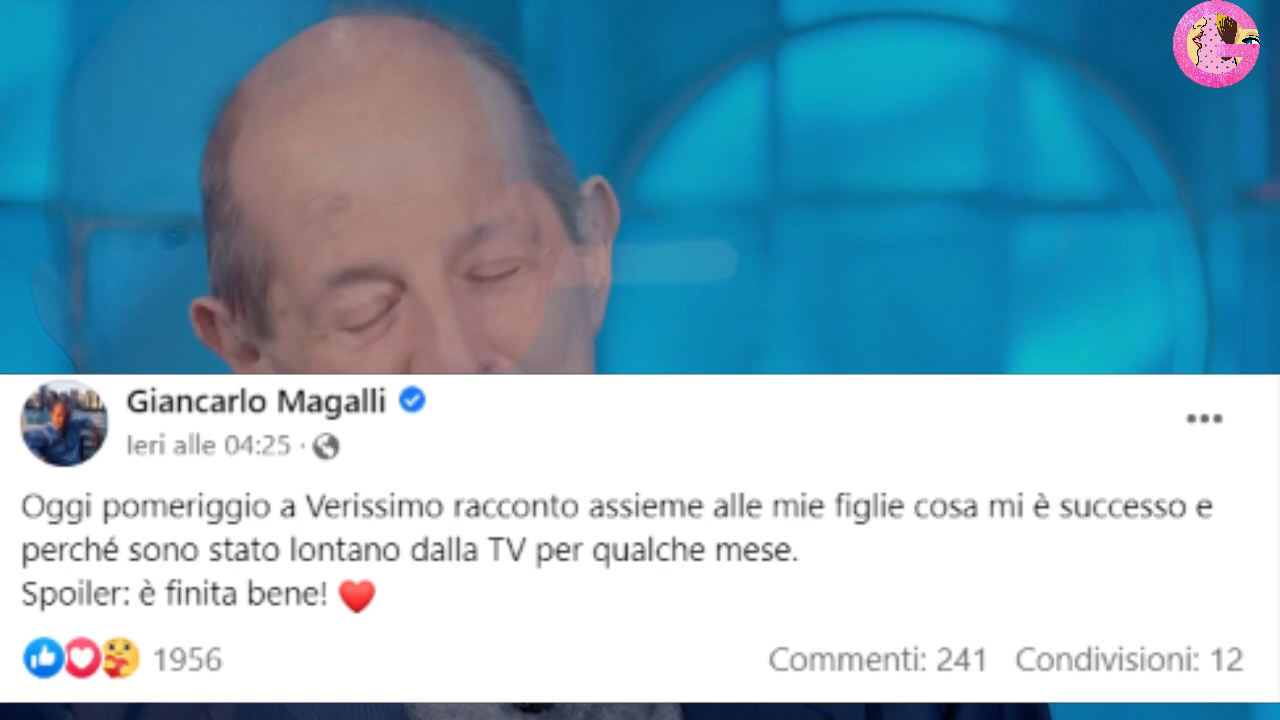 Giancarlo Magalli
Ieri alle 04:25 ·
Oggi pomeriggio a Verissimo racconto assieme alle mie figlie cosa mi è successo e
perché sono stato lontano dalla TV per qualche mese.
Spoiler: è finita bene! ❤️
1956 Commenti: 241 Condivisioni: 12